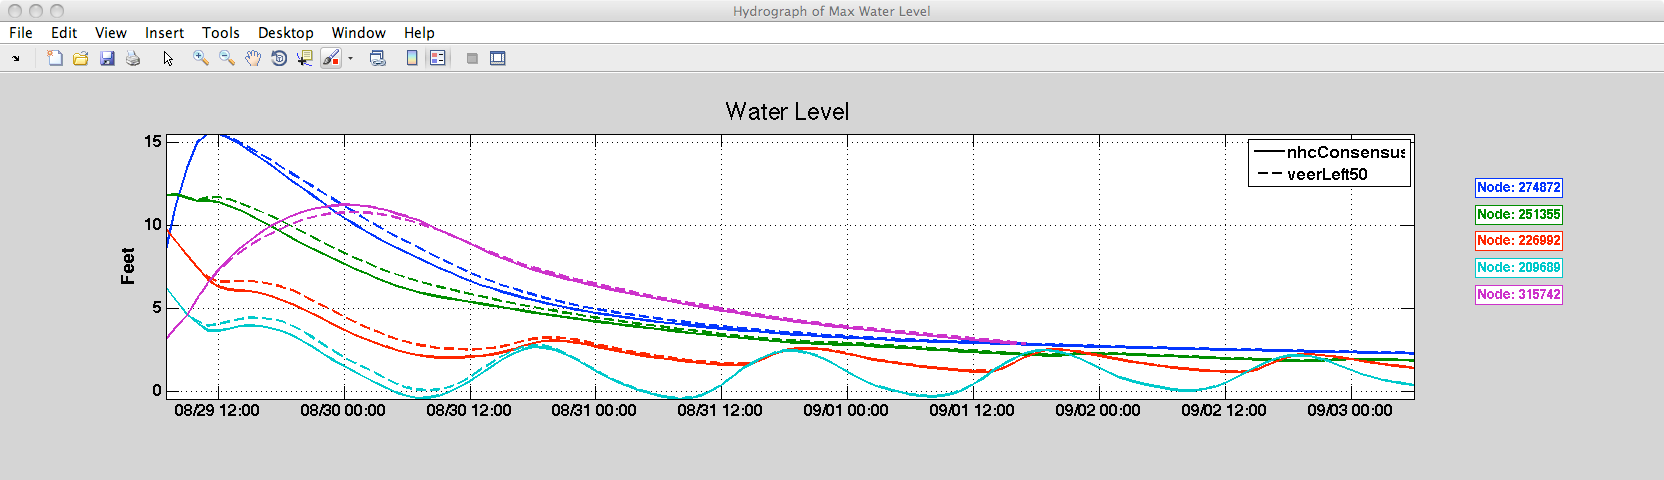 Hydrograph of Max Water Level
File Edit View Insert Tools Desktop Window Help
Water Level
Feet
15
10
5
0
08/29 12:00 08/30 00:00 08/30 12:00 08/31 00:00 08/31 12:00 09/01 00:00 09/01 12:00 09/02 00:00 09/02 12:00 09/03 00:00
nhcConsensus
veerLeft50
Node: 274872
Node: 251355
Node: 226992
Node: 209689
Node: 315742